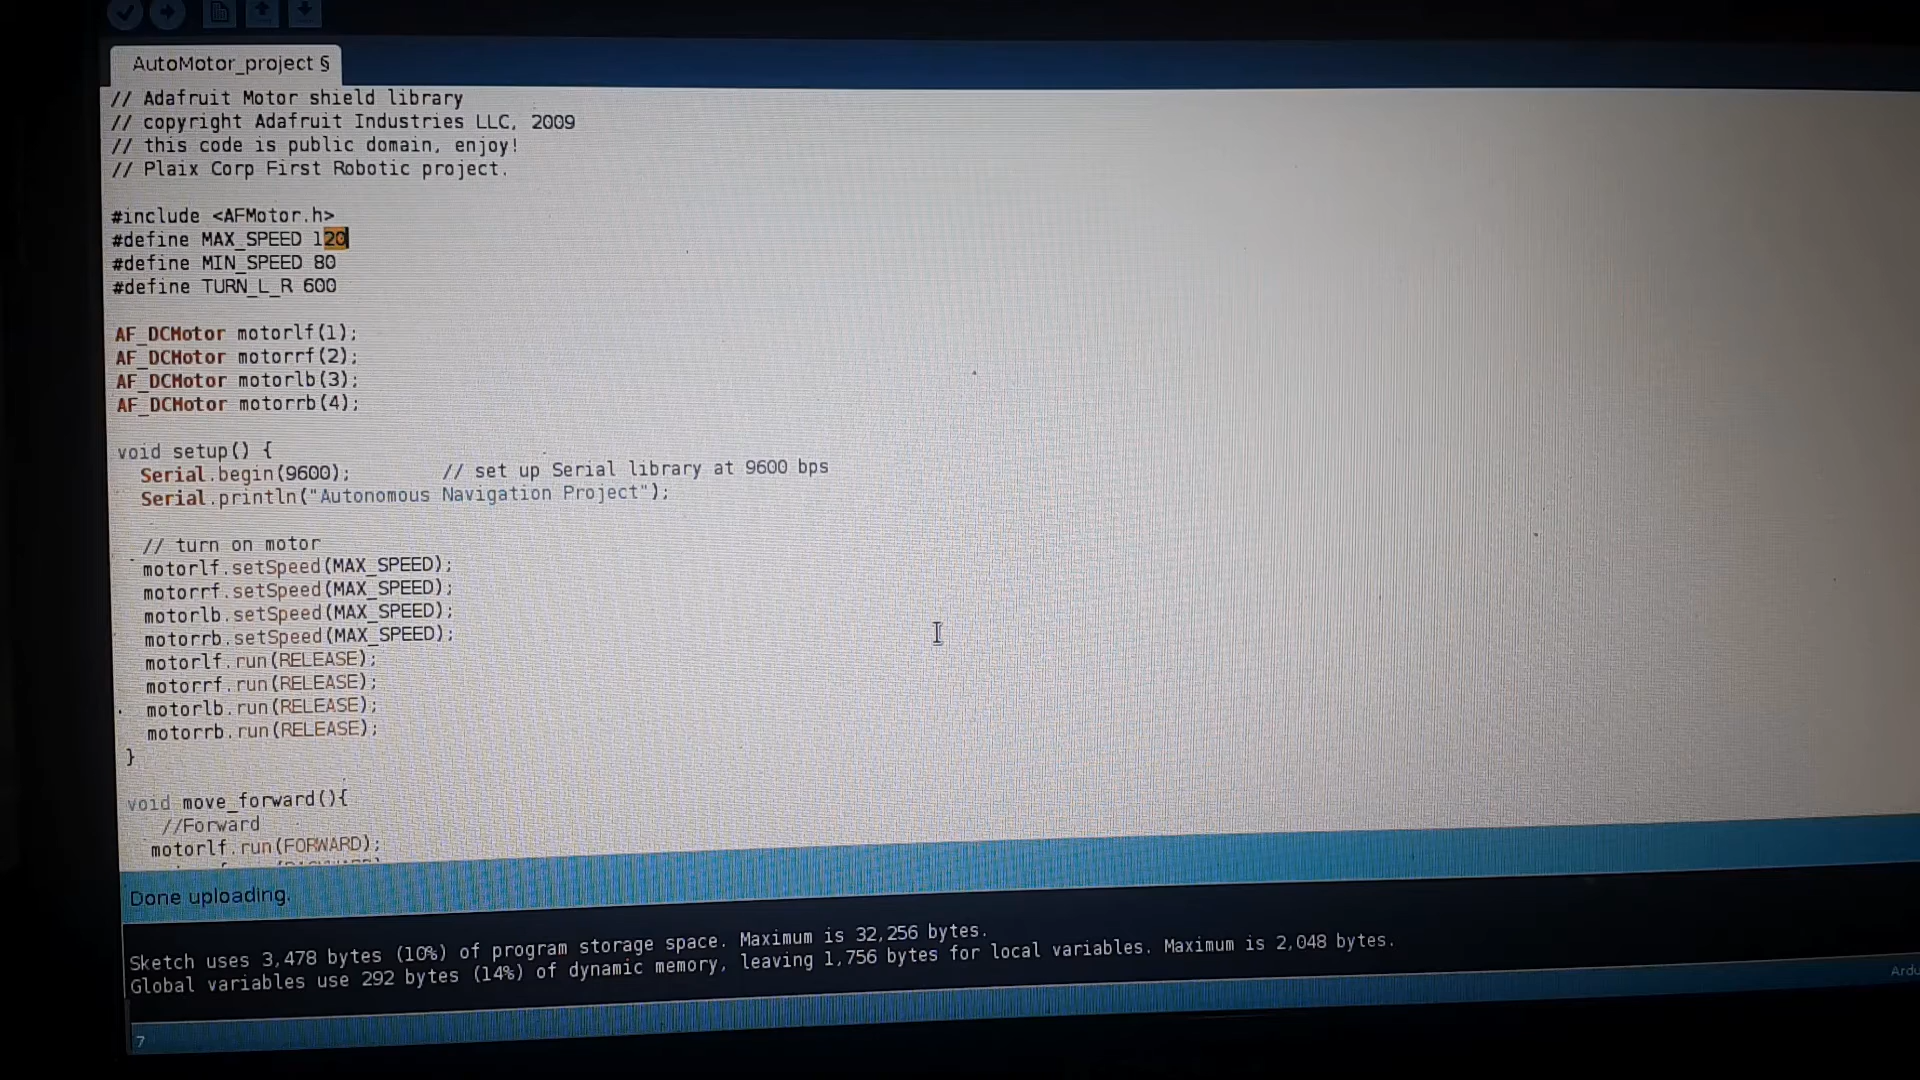 AutoMotor_project §
// Adafruit Motor shield library
// copyright Adafruit Industries LLC, 2009
// this code is public domain, enjoy!
// Plaix Corp First Robotic project.
#include <AFMotor.h>
#define MAX_SPEED 120
#define MIN_SPEED 80
#define TURN_L_R 600
AF_DCMotor motorlf(1);
AF_DCMotor motorrf(2);
AF_DCMotor motorlb(3);
AF_DCMotor motorrb(4);
void setup() {
Serial.begin(9600); // set up Serial library at 9600 bps
Serial.println("Autonomous Navigation Project");
// turn on motor
motorlf.setSpeed(MAX_SPEED);
motorrf.setSpeed(MAX_SPEED);
motorlb.setSpeed(MAX_SPEED);
motorrb.setSpeed(MAX_SPEED);
motorlf.run(RELEASE);
motorrf.run(RELEASE);
motorlb.run(RELEASE);
motorrb.run(RELEASE);
}
void move_forward(){
//Forward
motorlf.run(FORWARD);
Done uploading.
Sketch uses 3,478 bytes (10%) of program storage space. Maximum is 32,256 bytes.
Global variables use 292 bytes (14%) of dynamic memory, leaving 1,756 bytes for local variables. Maximum is 2,048 bytes.
7